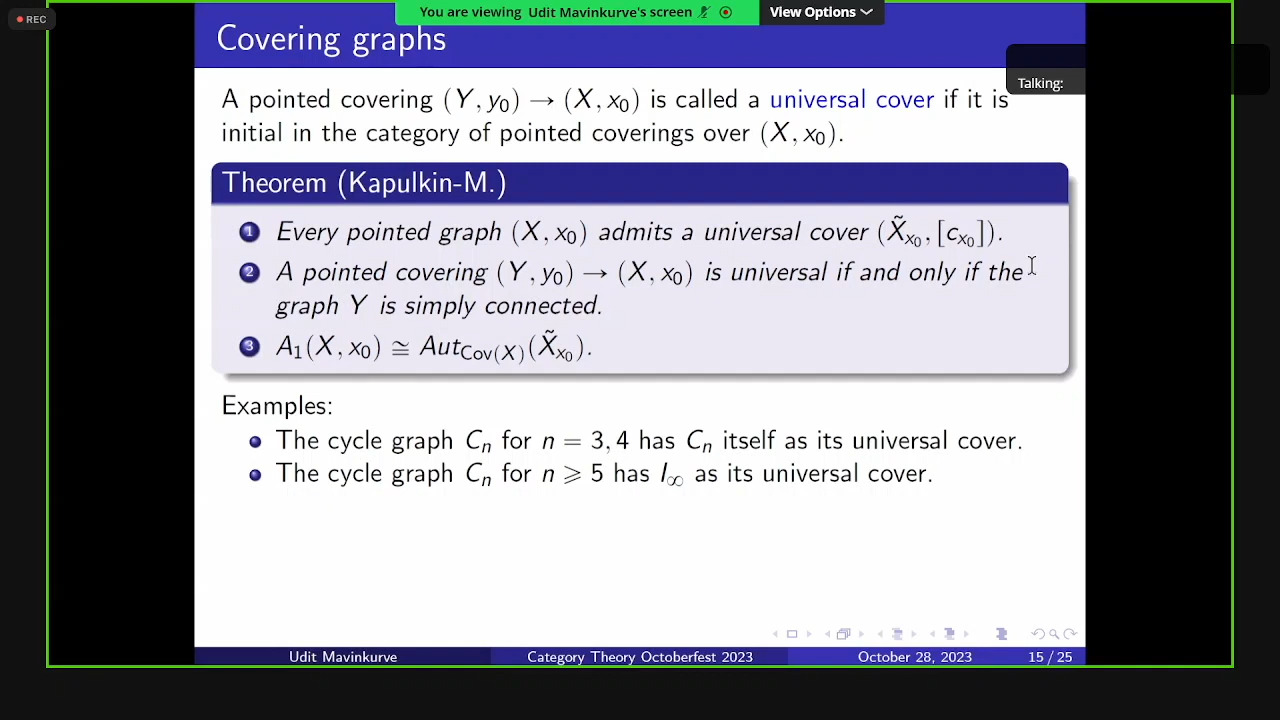 REC
You are viewing Udit Mavinkurve's screen
View Options
Covering graphs
Talking:
A pointed covering (Y, y₀) → (X, x₀) is called a universal cover if it is
initial in the category of pointed coverings over (X, x₀).
Theorem (Kapulkin-M.)
1 Every pointed graph (X, x₀) admits a universal cover (X̃ₓ₀, [cₓ₀]).
2 A pointed covering (Y, y₀) → (X, x₀) is universal if and only if the
graph Y is simply connected.
3 A₁(X, x₀) ≅ Aut_Cov(X)(X̃ₓ₀).
Examples:
• The cycle graph Cₙ for n = 3, 4 has Cₙ itself as its universal cover.
• The cycle graph Cₙ for n ⩾ 5 has I_∞ as its universal cover.
Udit Mavinkurve
Category Theory Octoberfest 2023
October 28, 2023
15 / 25